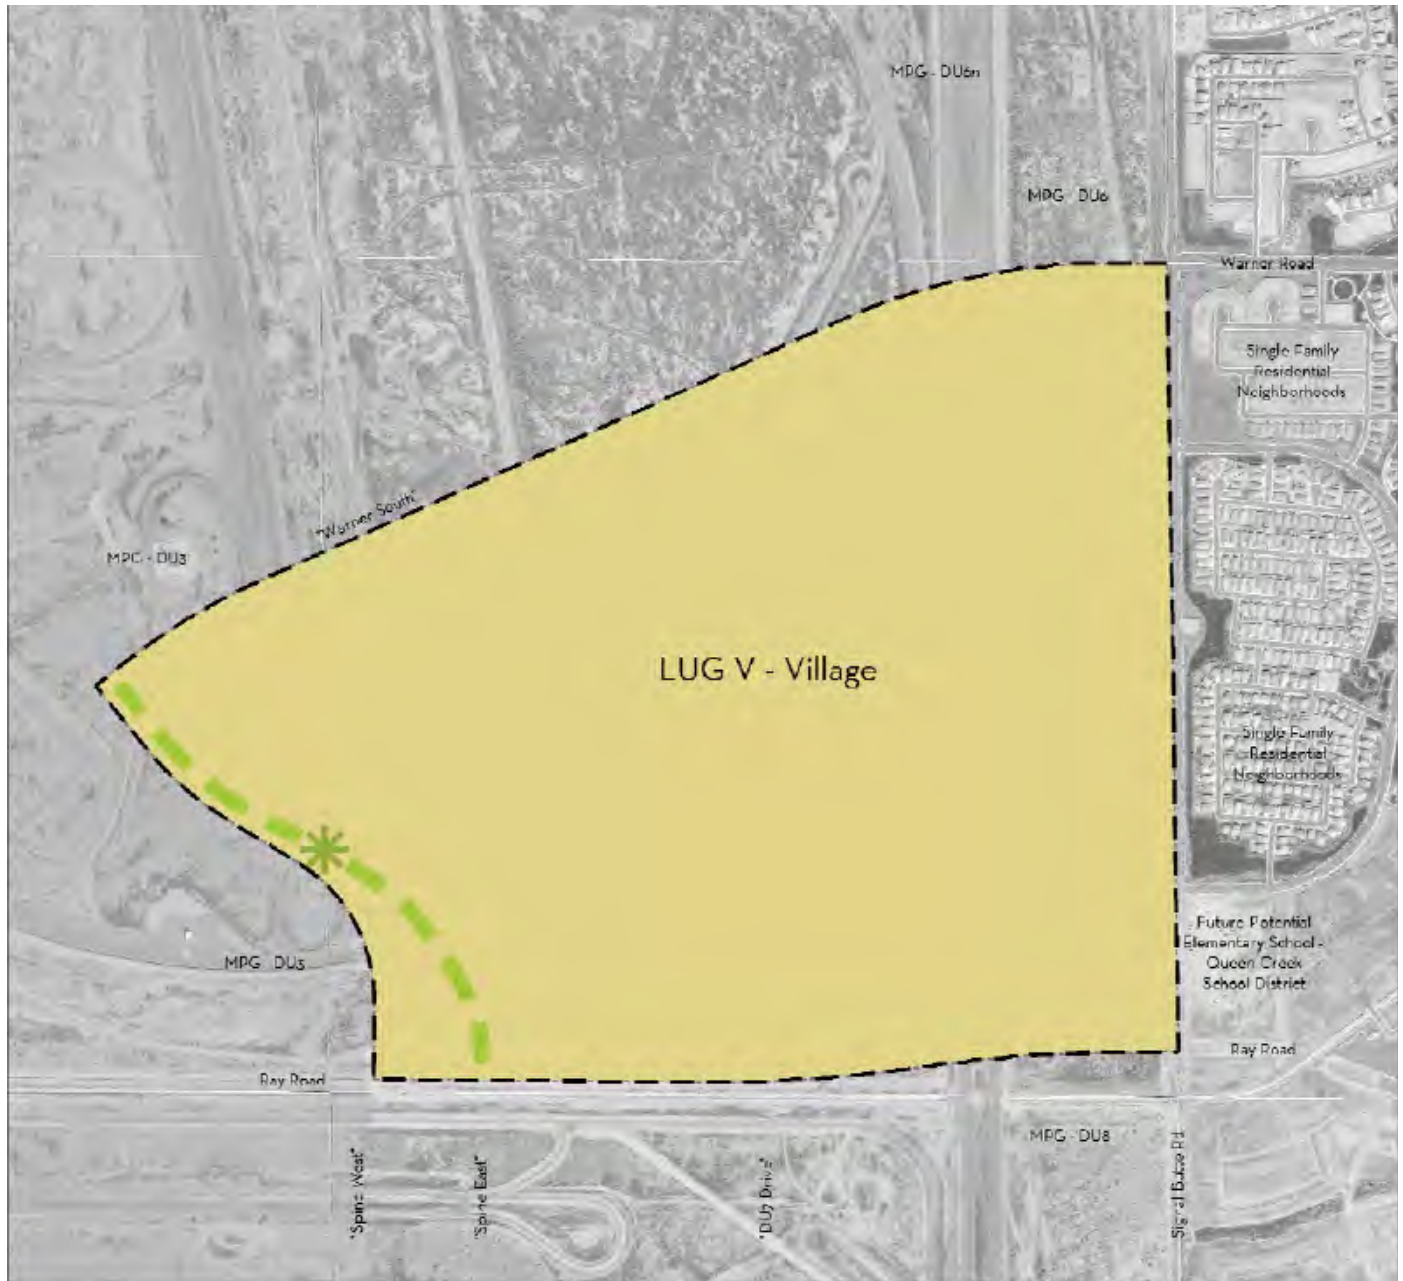 MPG - DU6n
MPG - DU6
Warner Road
Single Family
Residential
Neighborhoods
"Warner South"
MPG - DU3
LUG V - Village
Single Family
Residential
Neighborhoods
Future Potential
Elementary School -
Queen Creek
School District
MPG - DU3
Ray Road
Ray Road
MPG - DU8
"Spine West"
"Spine East"
"DU7 Drive"
Signal Butte Rd